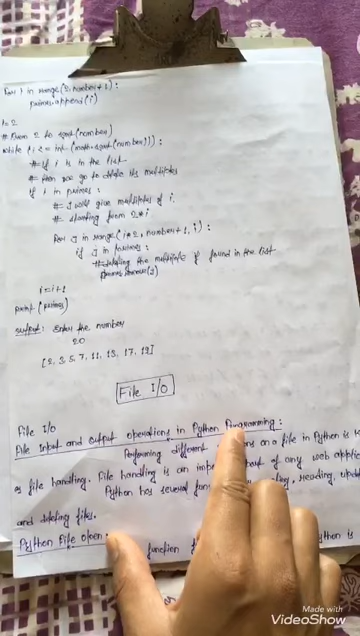 For i in range(2, number+1):
primes.append(i)
i=2
# From 2 to sqrt(number)
while (i <= int(math.sqrt(number))):
# If i is in the list
# then we go to delete its multiples
If i in primes:
# J will give multiples of i.
# starting from 2*i
For J in range(i*2, number+1, i):
if J in primes:
# deleting the multiple if found in the list
primes.remove(J)
i=i+1
print(primes)
output: Enter the number
20
[2,3,5,7,11,13,17,19]
File I/O
File I/O
File Input and output operations in Python Programming:
Performing different on a file in Python is
as file handling. File handling is an of any web
Python has several reading,
and deleting files.
Python File open:
function is
Made with
VideoShow